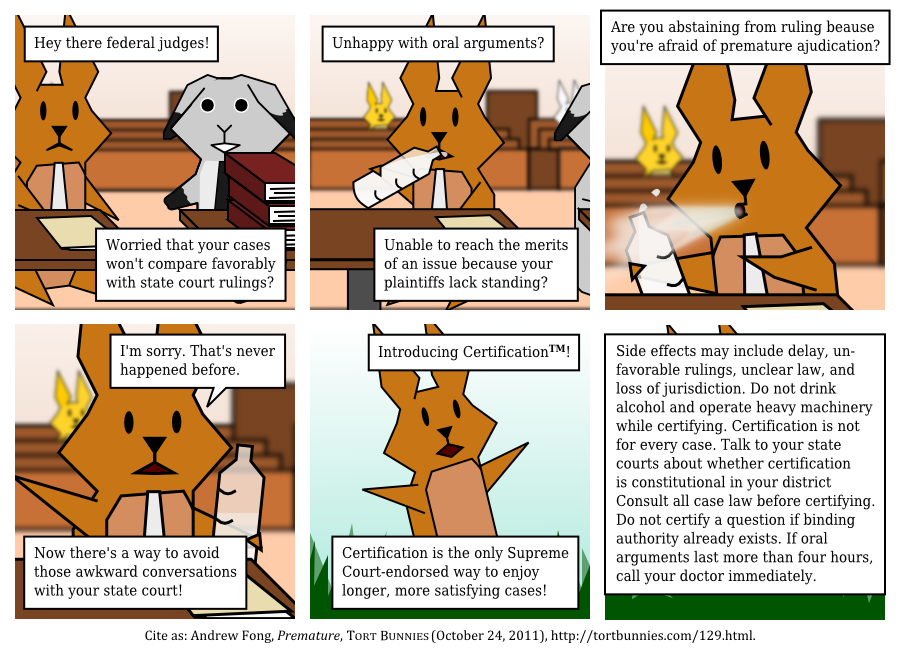 Hey there federal judges!
Worried that your cases
won't compare favorably
with state court rulings?
Unhappy with oral arguments?
Unable to reach the merits
of an issue because your
plaintiffs lack standing?
Are you abstaining from ruling beause
you're afraid of premature ajudication?
I'm sorry. That's never
happened before.
Now there's a way to avoid
those awkward conversations
with your state court!
Introducing Certification™!
Certification is the only Supreme
Court-endorsed way to enjoy
longer, more satisfying cases!
Side effects may include delay, un-
favorable rulings, unclear law, and
loss of jurisdiction. Do not drink
alcohol and operate heavy machinery
while certifying. Certification is not
for every case. Talk to your state
courts about whether certification
is constitutional in your district
Consult all case law before certifying.
Do not certify a question if binding
authority already exists. If oral
arguments last more than four hours,
call your doctor immediately.
Cite as: Andrew Fong, Premature, TORT BUNNIES (October 24, 2011), http://tortbunnies.com/129.html.